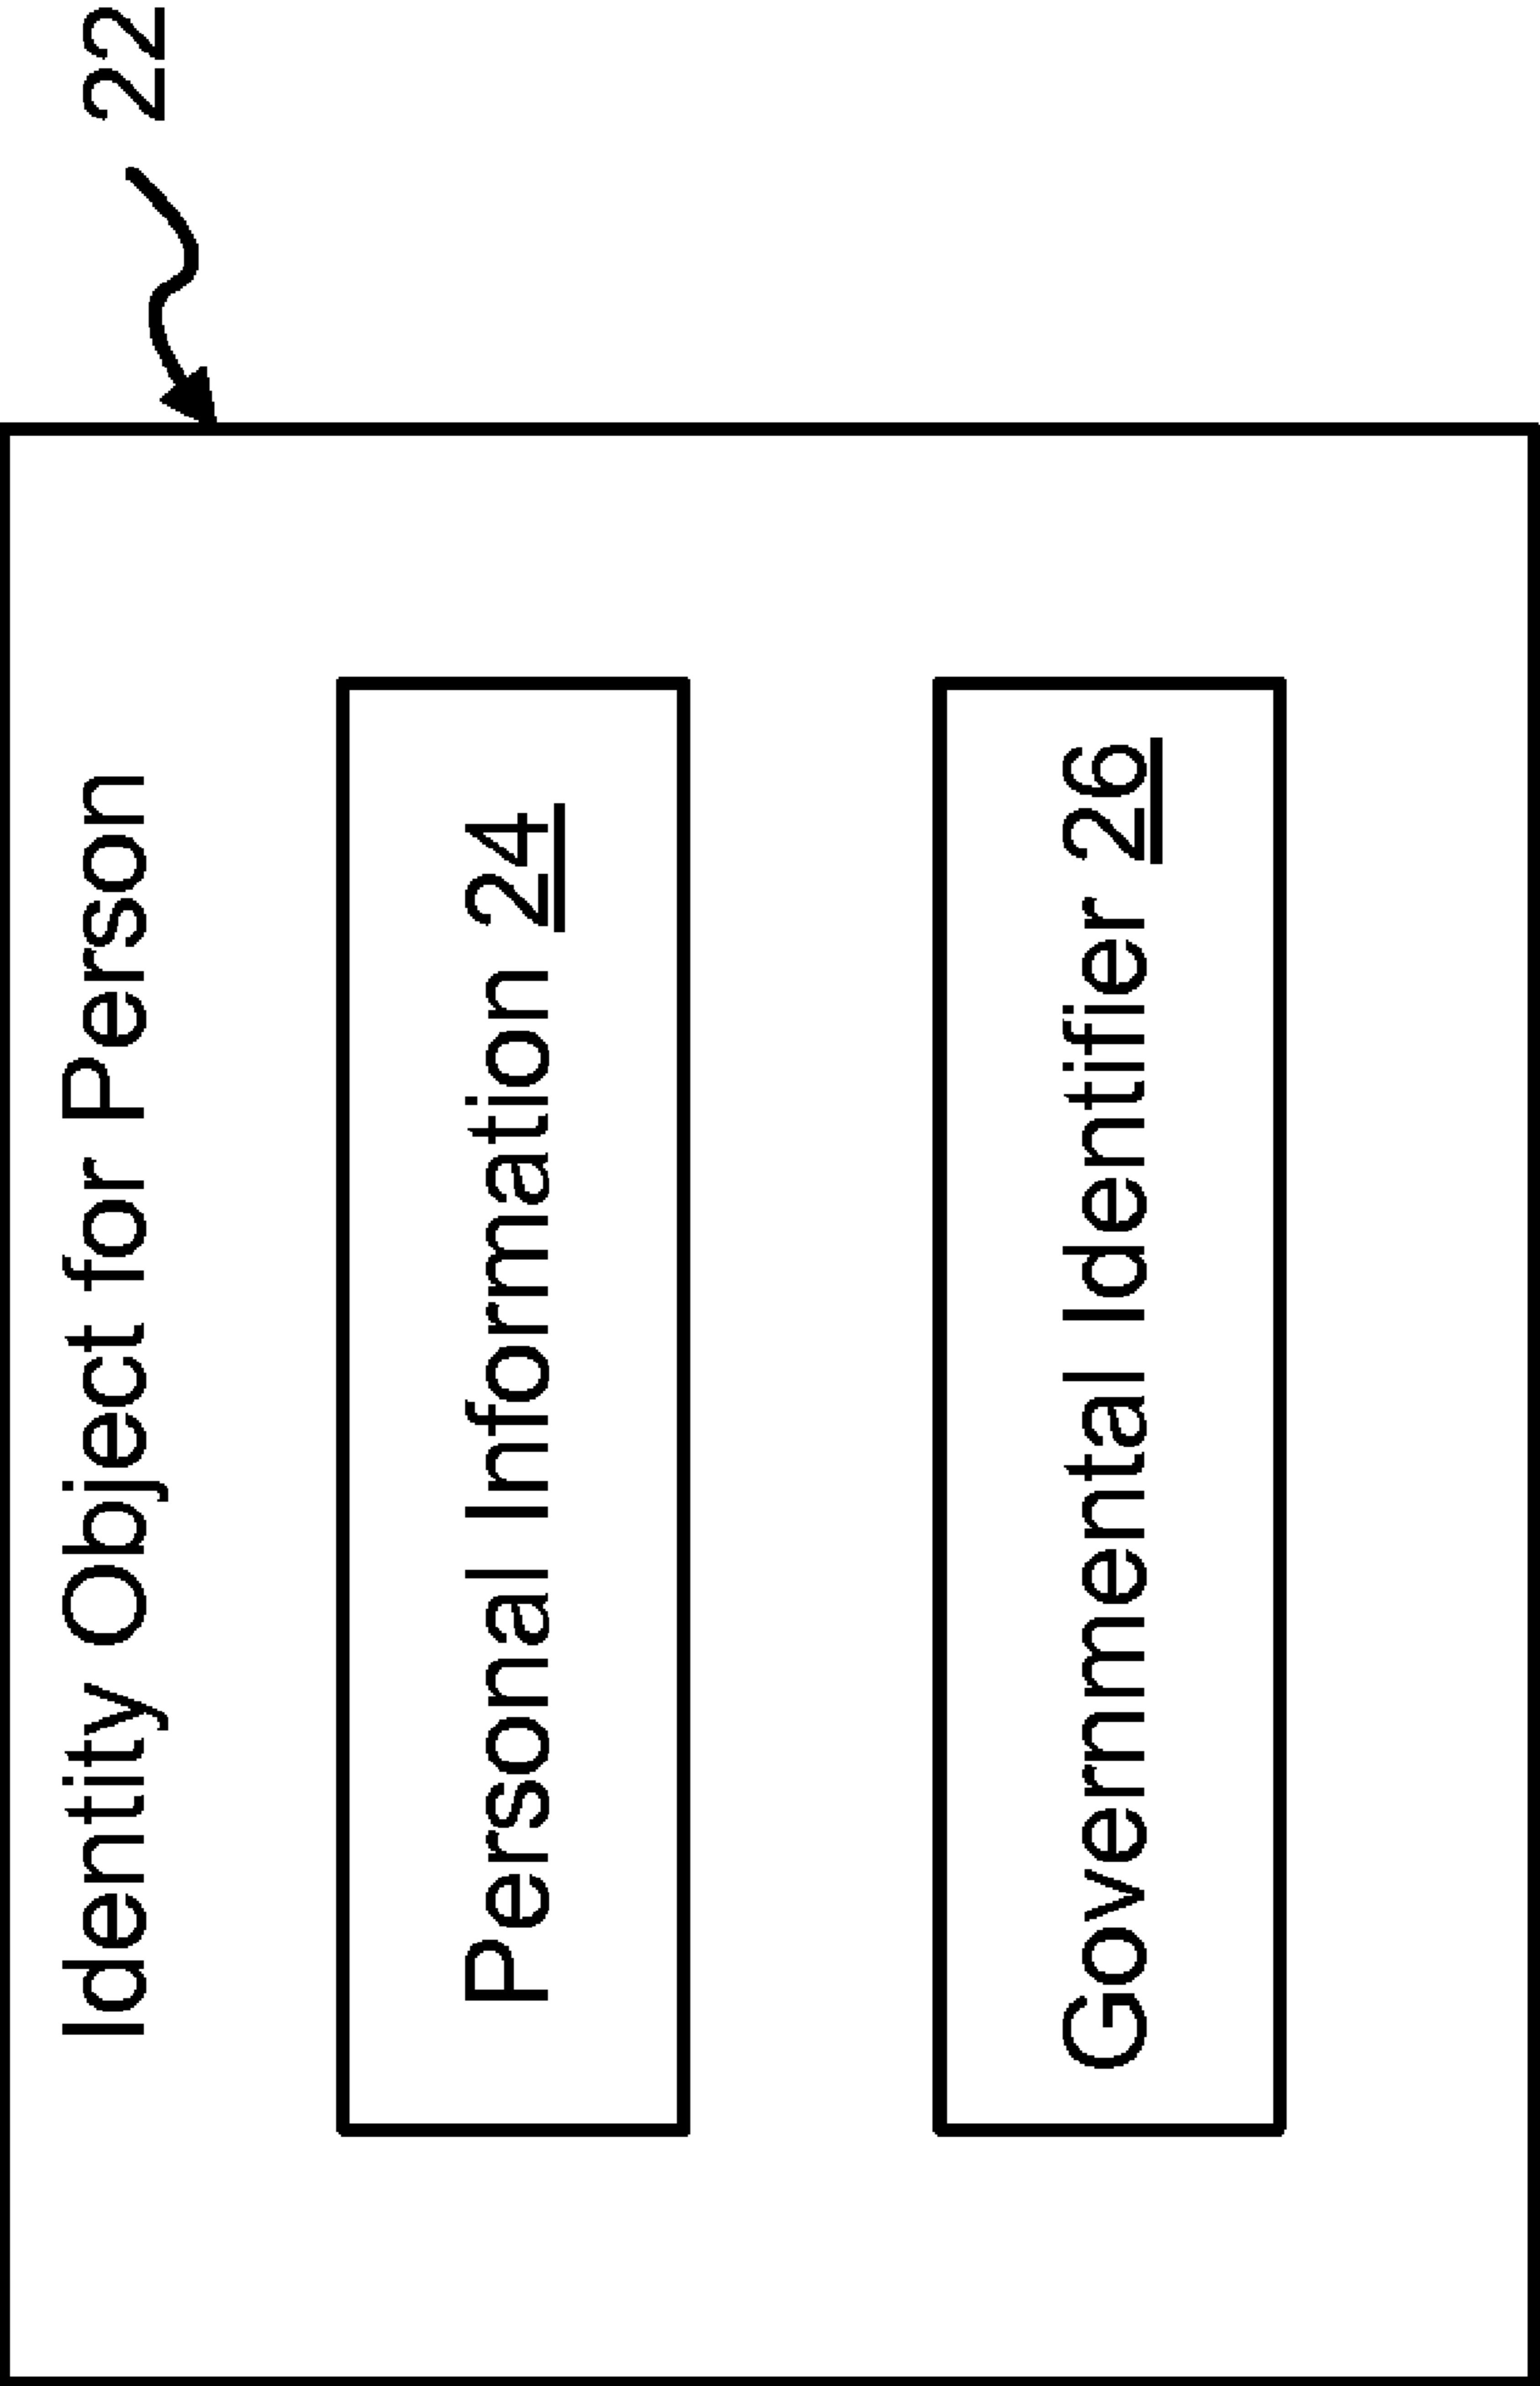 22
Identity Object for Person
Personal Information 24
Governmental Identifier 26